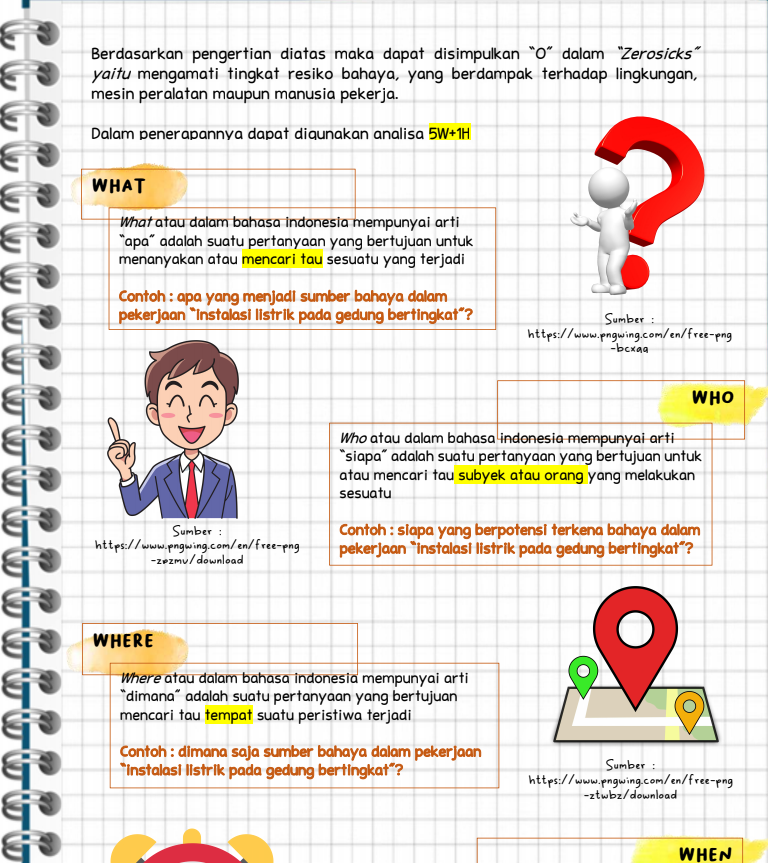 Berdasarkan pengertian diatas maka dapat disimpulkan “O” dalam “Zerosicks”
yaitu mengamati tingkat resiko bahaya, yang berdampak terhadap lingkungan,
mesin peralatan maupun manusia pekerja.
Dalam penerapannya dapat digunakan analisa 5W+1H
WHAT
What atau dalam bahasa indonesia mempunyai arti
“apa” adalah suatu pertanyaan yang bertujuan untuk
menanyakan atau mencari tau sesuatu yang terjadi
Contoh : apa yang menjadi sumber bahaya dalam
pekerjaan “instalasi listrik pada gedung bertingkat”?
Sumber :
https://www.pngwing.com/en/free-png
-bcxaa
WHO
Who atau dalam bahasa indonesia mempunyai arti
“siapa” adalah suatu pertanyaan yang bertujuan untuk
atau mencari tau subyek atau orang yang melakukan
sesuatu
Contoh : siapa yang berpotensi terkena bahaya dalam
pekerjaan “instalasi listrik pada gedung bertingkat”?
Sumber :
https://www.pngwing.com/en/free-png
-zpzmv/download
WHERE
Where atau dalam bahasa indonesia mempunyai arti
“dimana” adalah suatu pertanyaan yang bertujuan
mencari tau tempat suatu peristiwa terjadi
Contoh : dimana saja sumber bahaya dalam pekerjaan
“instalasi listrik pada gedung bertingkat”?
Sumber :
https://www.pngwing.com/en/free-png
-ztwbz/download
WHEN